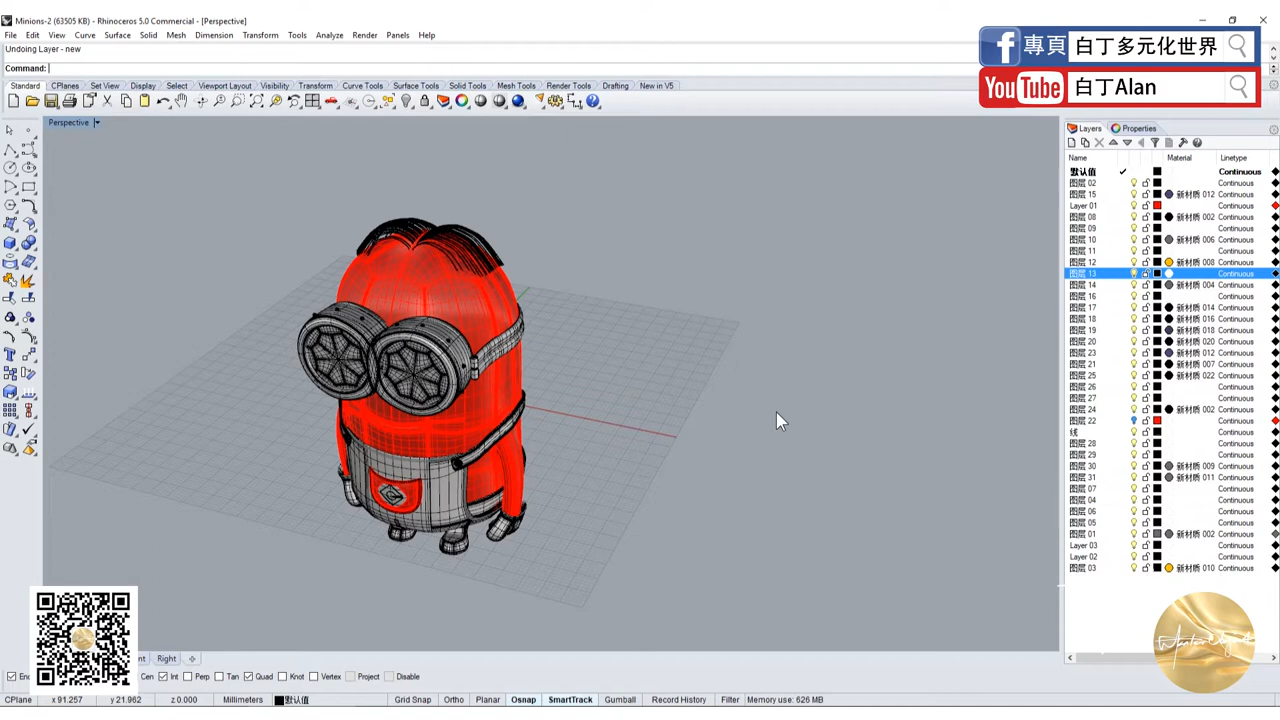 Minions-2 (63505 KB) - Rhinoceros 5.0 Commercial - [Perspective]
File Edit View Curve Surface Solid Mesh Dimension Transform Tools Analyze Render Panels Help
Undoing Layer - new
Command:
專頁 白丁多元化世界
YouTube 白丁Alan
Standard CPlanes Set View Display Select Viewport Layout Visibility Transform Curve Tools Surface Tools Solid Tools Mesh Tools Render Tools Drafting New in V5
Perspective
Layers Properties
Name Material Linetype
默认值 Continuous
图层 02 Continuous
图层 15 新材质 012 Continuous
Layer 01 Continuous
图层 08 新材质 002 Continuous
图层 09 Continuous
图层 10 新材质 006 Continuous
图层 11 Continuous
图层 12 新材质 008 Continuous
图层 13 Continuous
图层 14 新材质 004 Continuous
图层 16 Continuous
图层 17 新材质 014 Continuous
图层 18 新材质 016 Continuous
图层 19 新材质 018 Continuous
图层 20 新材质 020 Continuous
图层 23 新材质 012 Continuous
图层 21 新材质 007 Continuous
图层 25 新材质 022 Continuous
图层 26 Continuous
图层 27 Continuous
图层 24 新材质 002 Continuous
图层 22 Continuous
线 Continuous
图层 28 Continuous
图层 29 Continuous
图层 30 新材质 009 Continuous
图层 31 新材质 011 Continuous
图层 07 Continuous
图层 04 Continuous
图层 06 Continuous
图层 05 Continuous
图层 01 新材质 002 Continuous
Layer 03 Continuous
Layer 02 Continuous
图层 03 新材质 010 Continuous
Right
Cen Int Perp Tan Quad Knot Vertex Project Disable
CPlane x 91.257 y 21.962 z 0.000 Millimeters 默认值 Grid Snap Ortho Planar Osnap SmartTrack Gumball Record History Filter Memory use: 626 MB